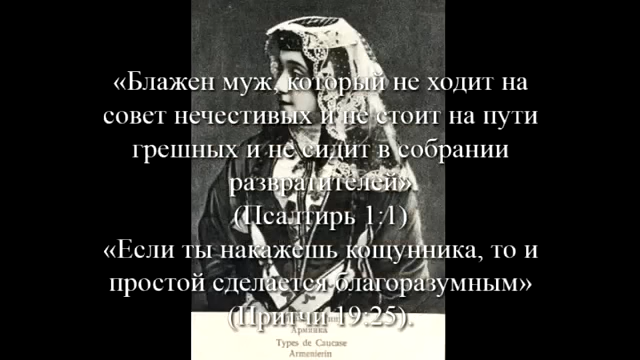 «Блажен муж, который не ходит на
совет нечестивых и не стоит на пути
грешных и не сидит в собрании
развратителей»
(Псалтирь 1:1)
«Если ты накажешь кощунника, то и
простой сделается благоразумным»
(Притчи 19:25).
Армянка
Types de Caucase
Armenierin